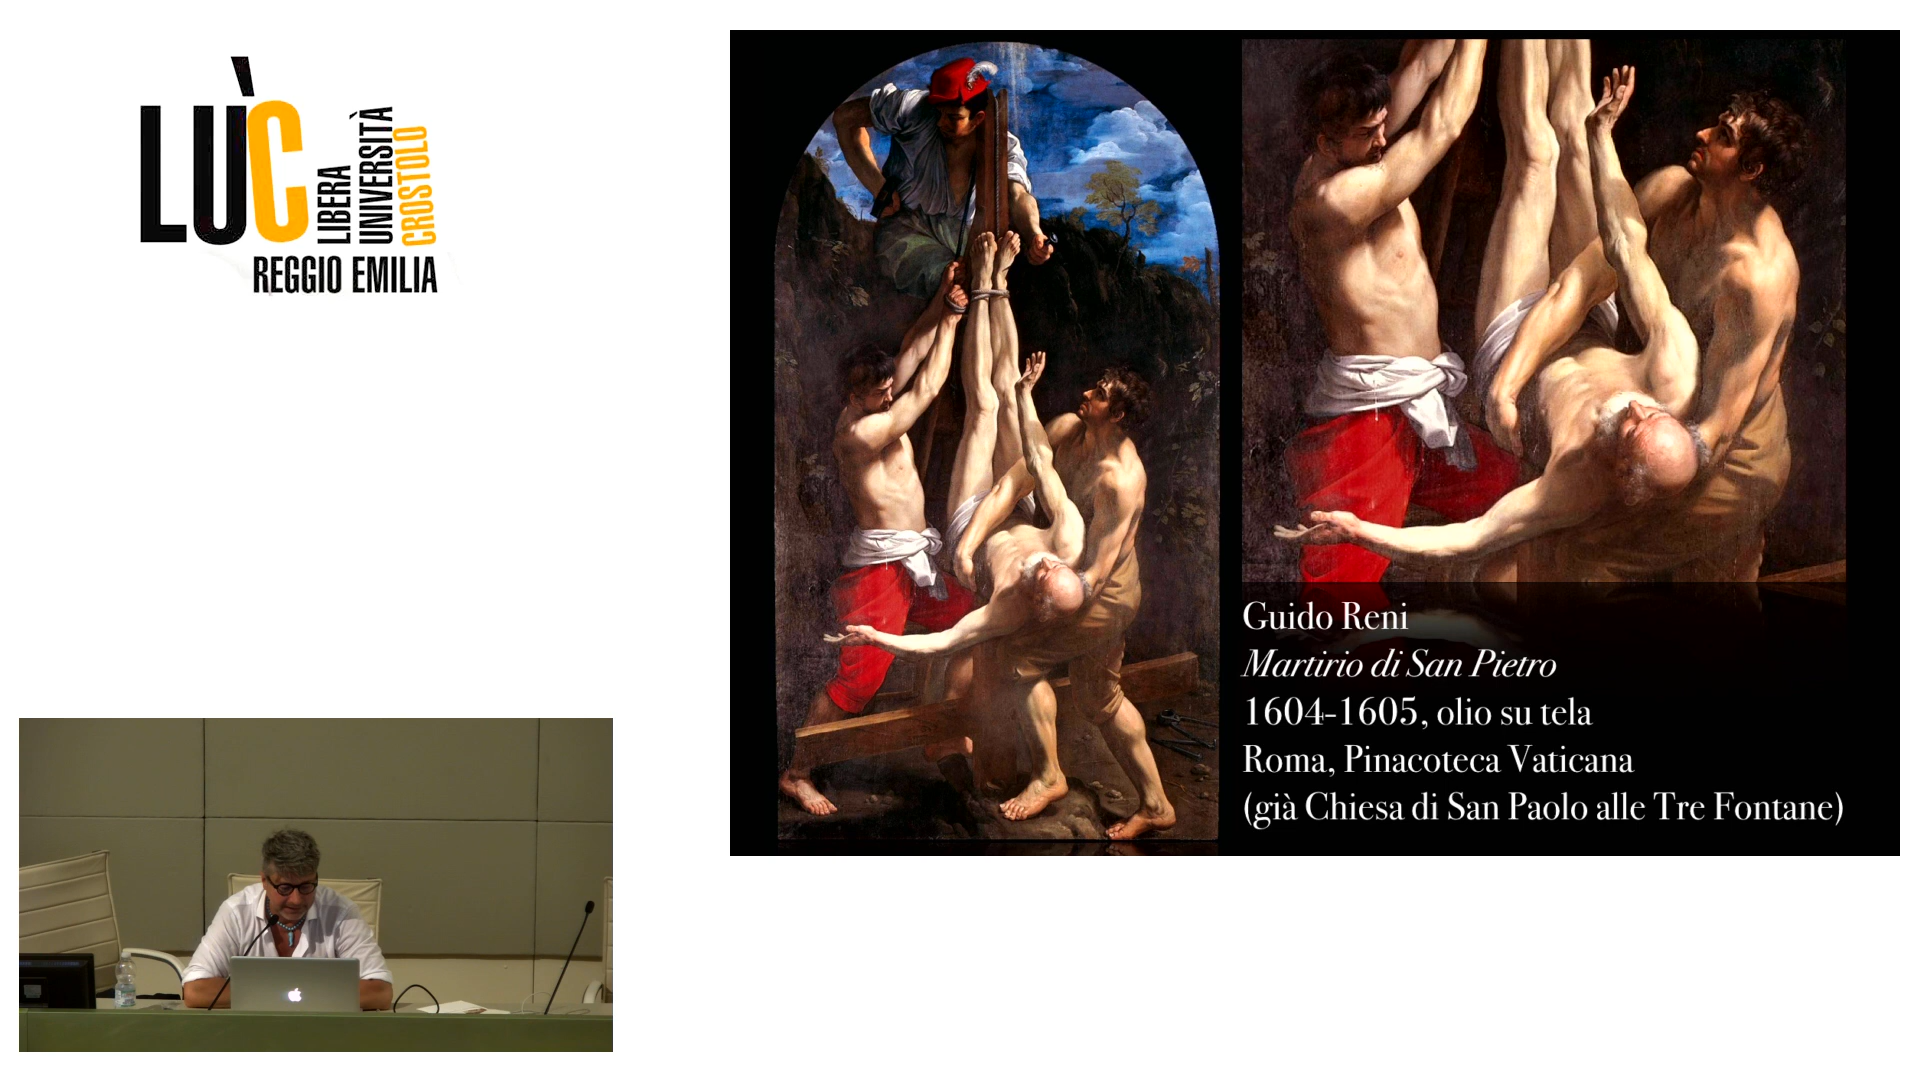 LÙC
LIBERA
UNIVERSITÀ
CROSTOLO
REGGIO EMILIA
Guido Reni
Martirio di San Pietro
1604-1605, olio su tela
Roma, Pinacoteca Vaticana
(già Chiesa di San Paolo alle Tre Fontane)